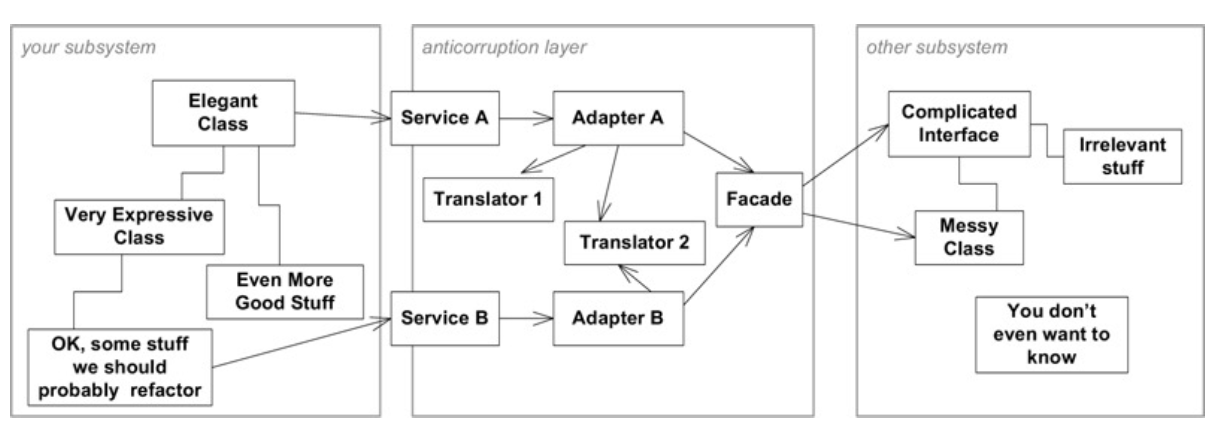 your subsystem
Elegant
Class
Very Expressive
Class
Even More
Good Stuff
OK, some stuff
we should
probably refactor
anticorruption layer
Service A
Adapter A
Translator 1
Translator 2
Facade
Service B
Adapter B
other subsystem
Complicated
Interface
Irrelevant
stuff
Messy
Class
You don't
even want to
know